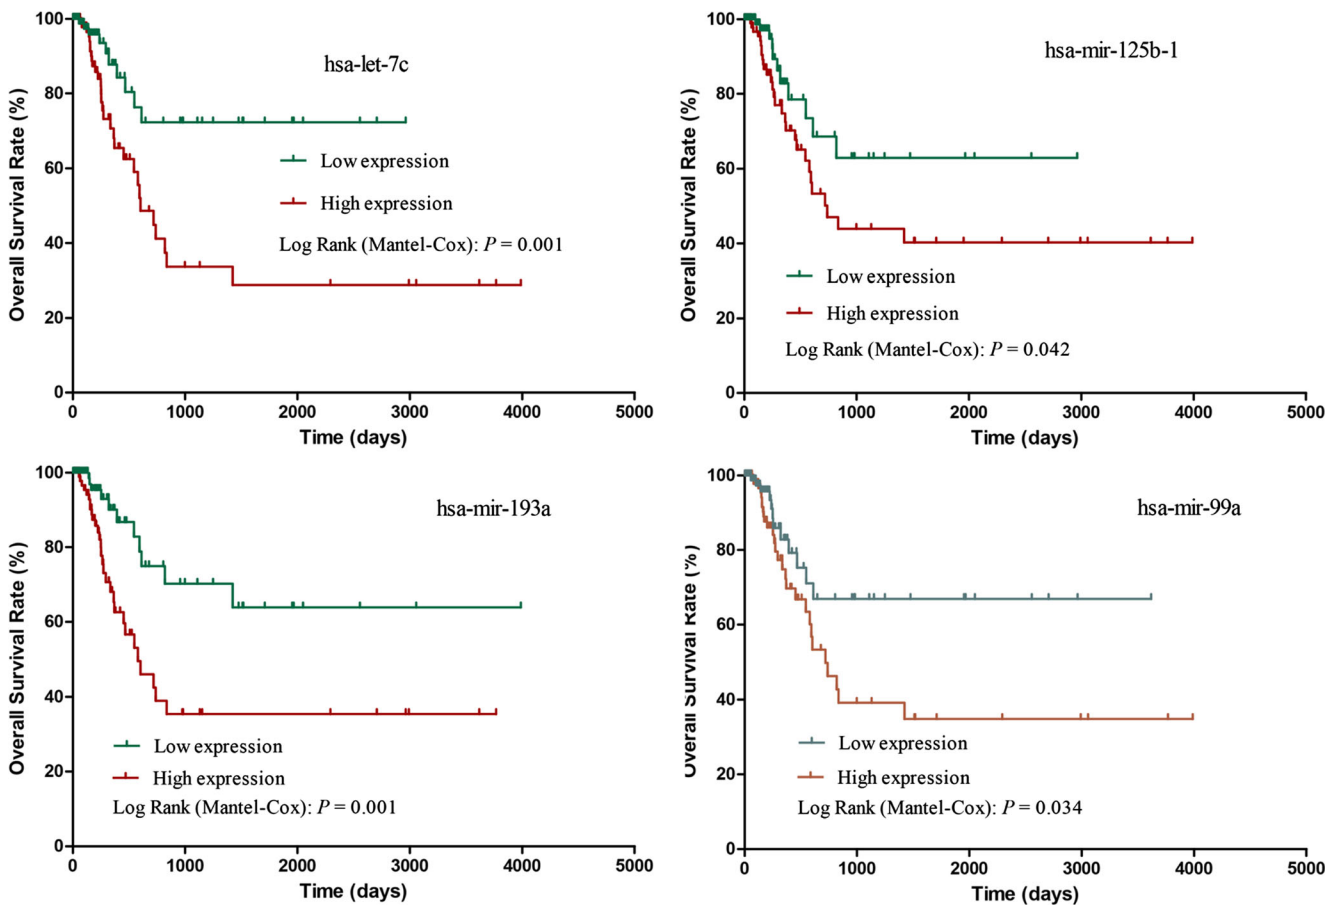 hsa-let-7c
Overall Survival Rate (%)
100
80
60
40
20
0
Low expression
High expression
Log Rank (Mantel-Cox): P = 0.001
0 1000 2000 3000 4000 5000
Time (days)
hsa-mir-125b-1
Overall Survival Rate (%)
100
80
60
40
20
0
Low expression
High expression
Log Rank (Mantel-Cox): P = 0.042
0 1000 2000 3000 4000 5000
Time (days)
hsa-mir-193a
Overall Survival Rate (%)
100
80
60
40
20
0
Low expression
High expression
Log Rank (Mantel-Cox): P = 0.001
0 1000 2000 3000 4000 5000
Time (days)
hsa-mir-99a
Overall Survival Rate (%)
100
80
60
40
20
0
Low expression
High expression
Log Rank (Mantel-Cox): P = 0.034
0 1000 2000 3000 4000 5000
Time (days)